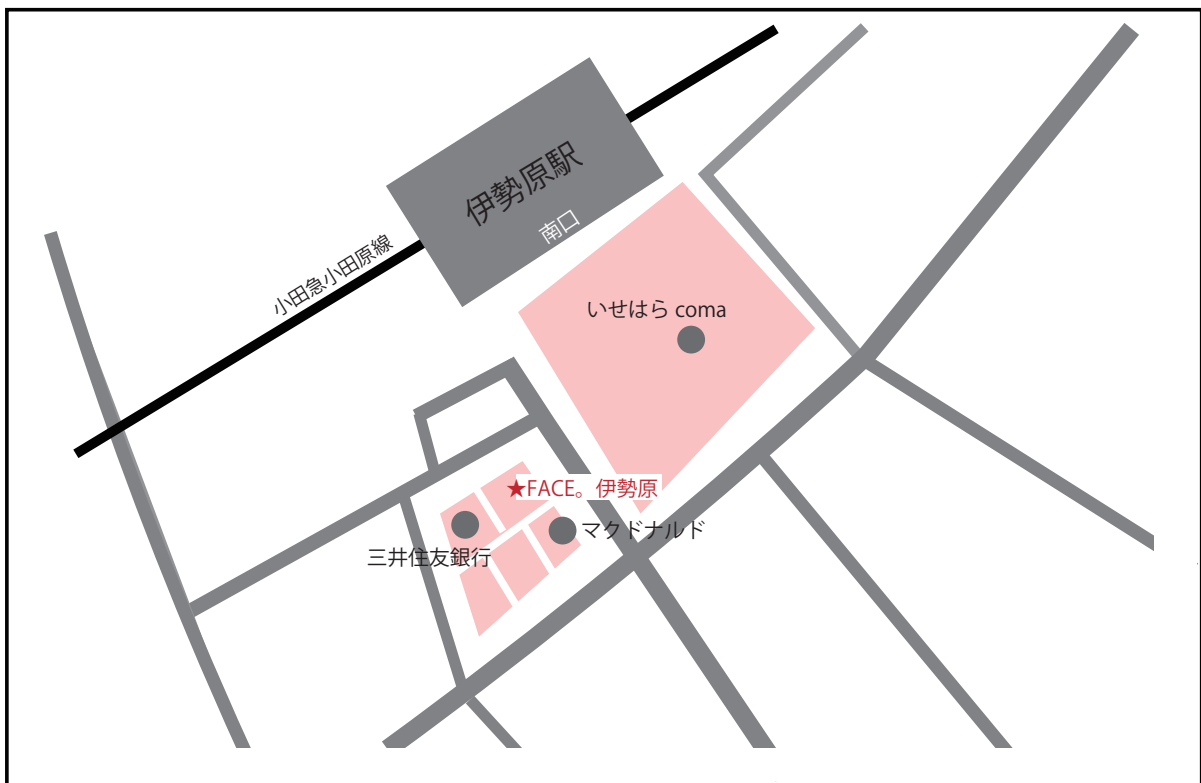 伊勢原駅
南口
小田急小田原線
いせはら coma
★FACE。伊勢原
マクドナルド
三井住友銀行